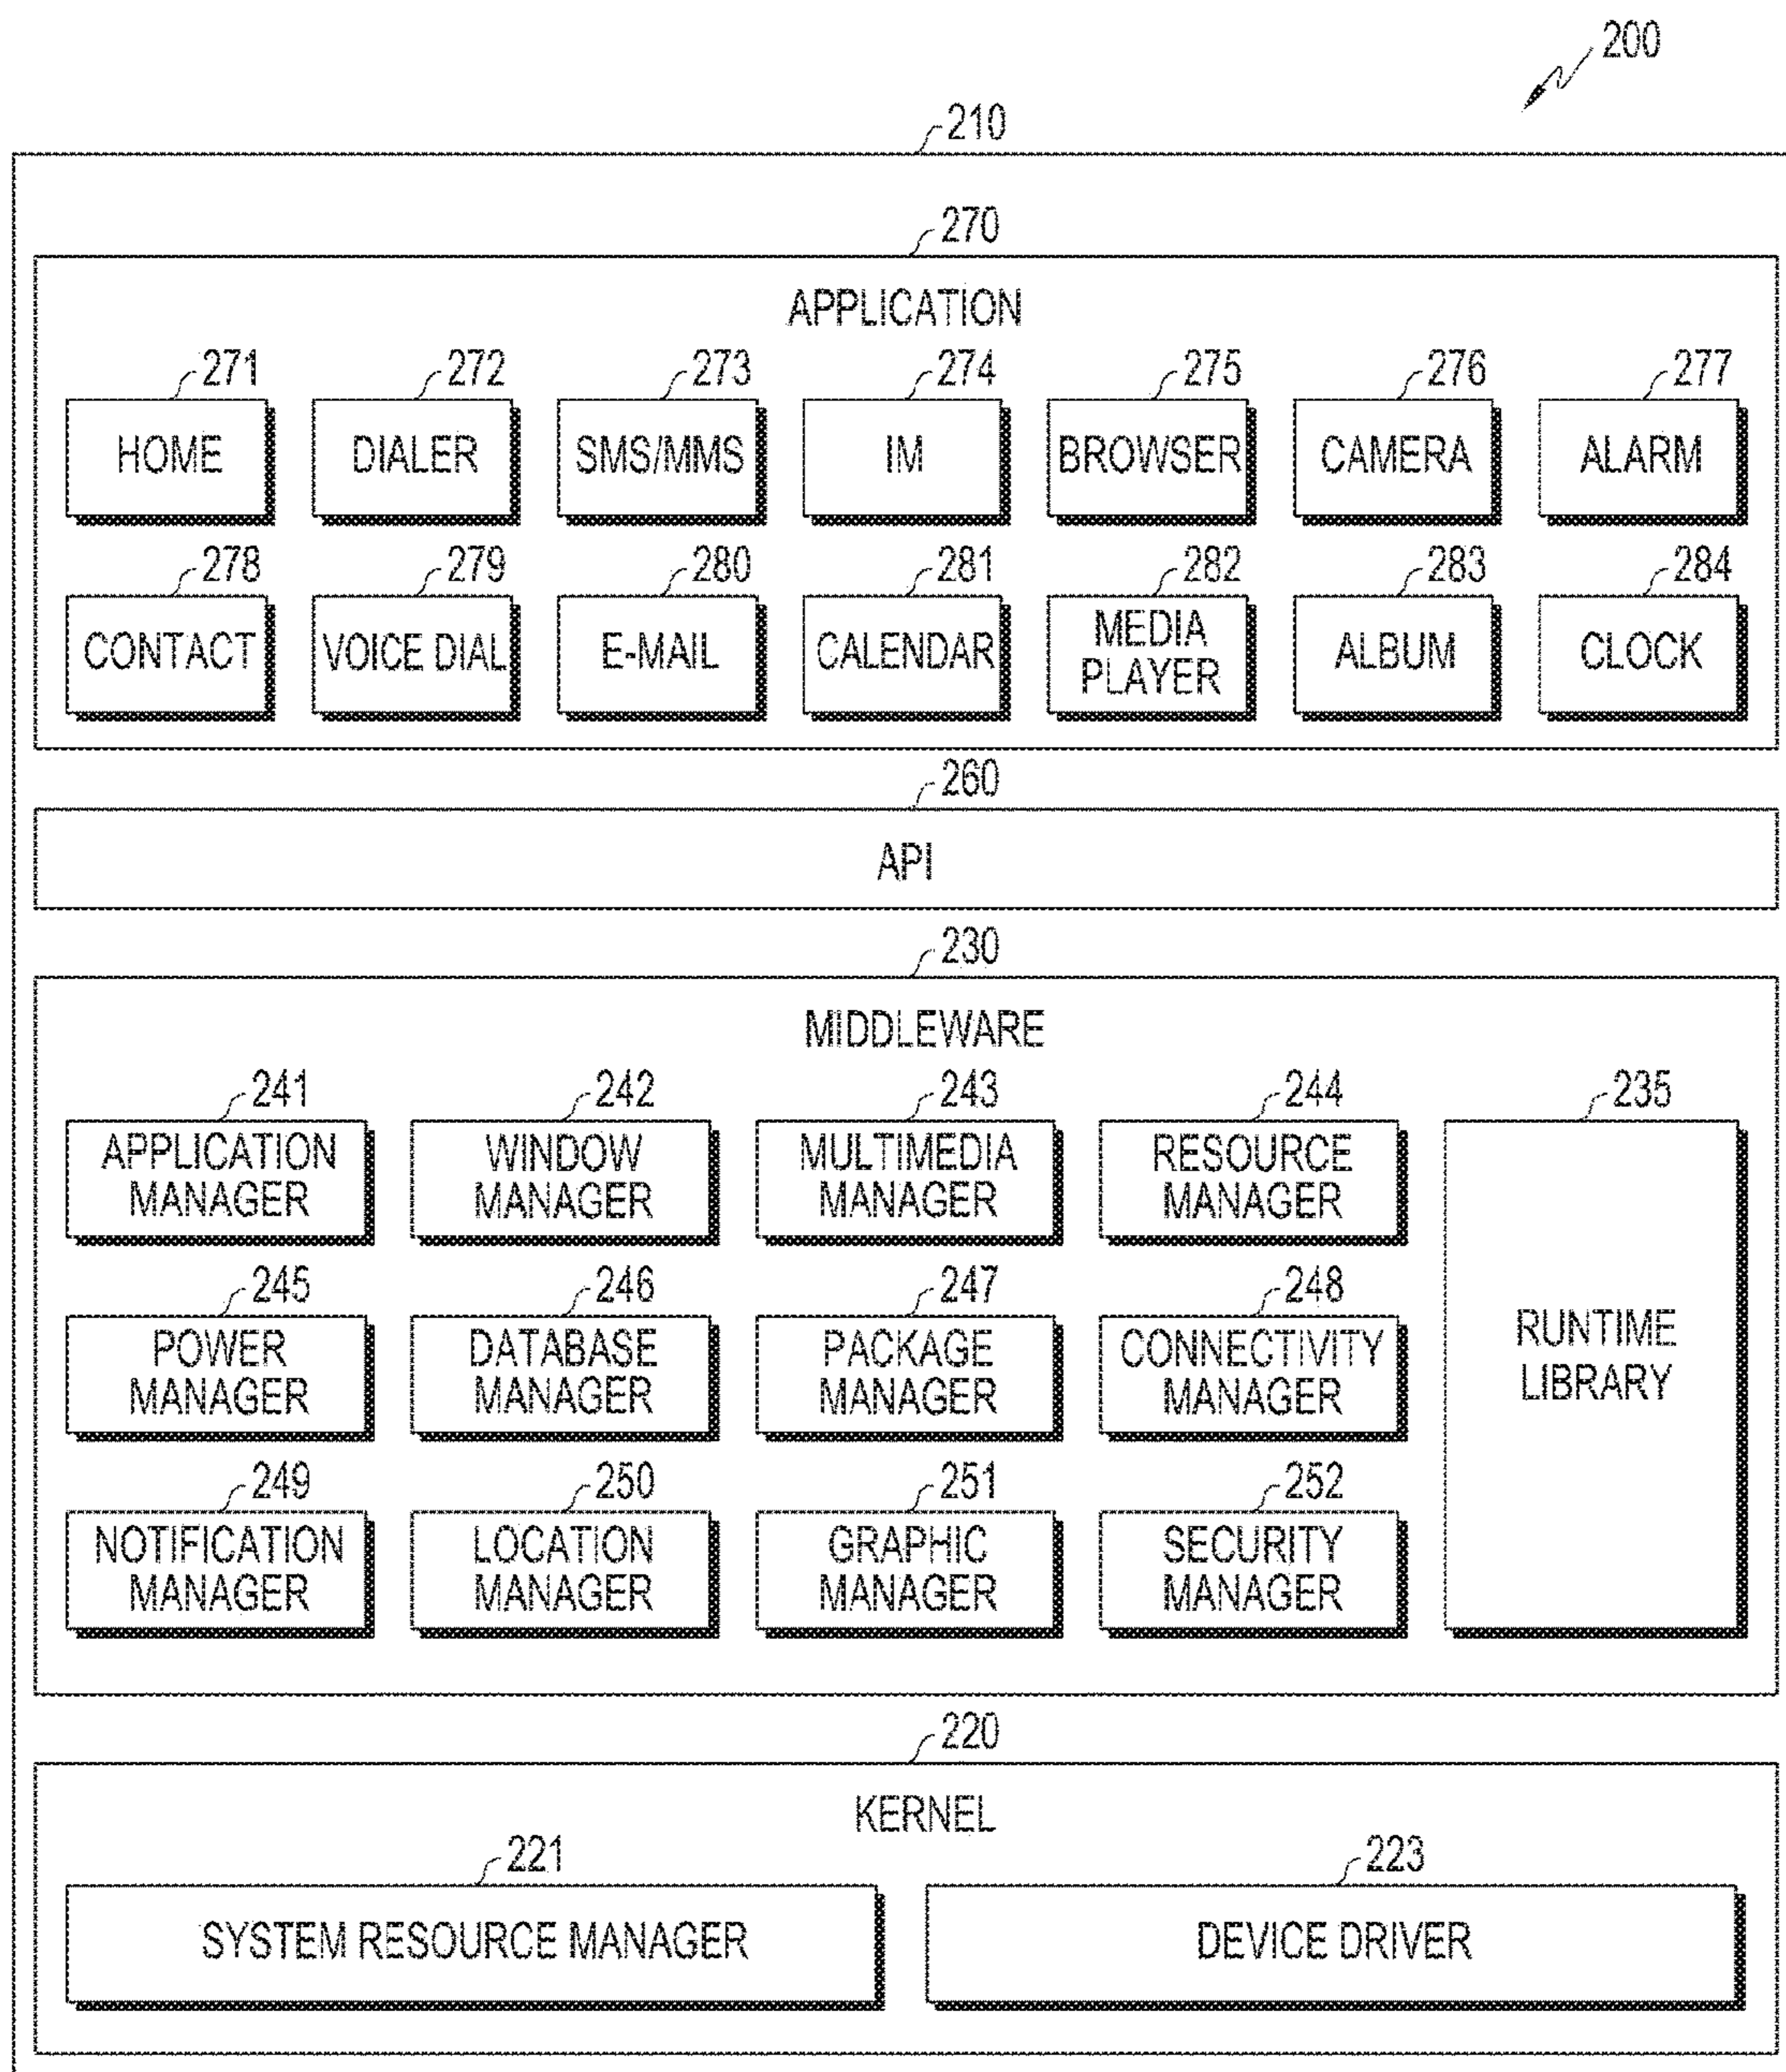 200
210
270
APPLICATION
271 272 273 274 275 276 277
HOME DIALER SMS/MMS IM BROWSER CAMERA ALARM
278 279 280 281 282 283 284
CONTACT VOICE DIAL E-MAIL CALENDAR MEDIA PLAYER ALBUM CLOCK
260
API
230
MIDDLEWARE
241 242 243 244 235
APPLICATION MANAGER WINDOW MANAGER MULTIMEDIA MANAGER RESOURCE MANAGER
245 246 247 248
POWER MANAGER DATABASE MANAGER PACKAGE MANAGER CONNECTIVITY MANAGER RUNTIME LIBRARY
249 250 251 252
NOTIFICATION MANAGER LOCATION MANAGER GRAPHIC MANAGER SECURITY MANAGER
220
KERNEL
221 223
SYSTEM RESOURCE MANAGER DEVICE DRIVER